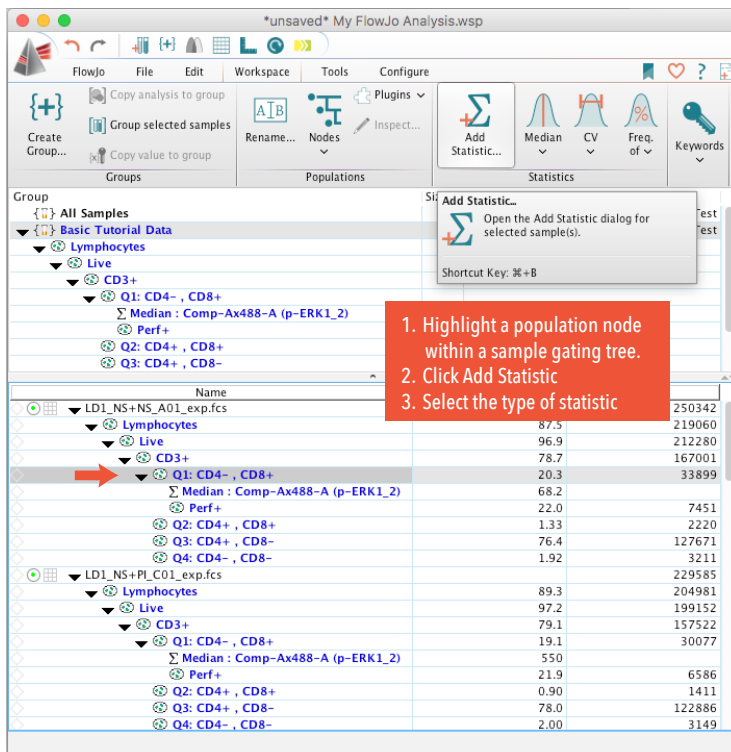 *unsaved* My FlowJo Analysis.wsp
FlowJo File Edit Workspace Tools Configure ?
{+} Create Group...
Copy analysis to group
Group selected samples
Copy value to group
Groups
A B Rename...
Nodes
Plugins
Inspect...
Populations
Σ Add Statistic...
Median
CV
% Freq. of
Statistics
Keywords
Group
{ } All Samples
{ } Basic Tutorial Data
Lymphocytes
Live
CD3+
Q1: CD4- , CD8+
Σ Median : Comp-Ax488-A (p-ERK1_2)
Perf+
Q2: CD4+ , CD8+
Q3: CD4+ , CD8-
Add Statistic...
Open the Add Statistic dialog for
selected sample(s).
Shortcut Key: ⌘+B
1. Highlight a population node
within a sample gating tree.
2. Click Add Statistic
3. Select the type of statistic
Name
LD1_NS+NS_A01_exp.fcs 250342
Lymphocytes 87.5 219060
Live 96.9 212280
CD3+ 78.7 167001
Q1: CD4- , CD8+ 20.3 33899
Σ Median : Comp-Ax488-A (p-ERK1_2) 68.2
Perf+ 22.0 7451
Q2: CD4+ , CD8+ 1.33 2220
Q3: CD4+ , CD8- 76.4 127671
Q4: CD4- , CD8- 1.92 3211
LD1_NS+PI_C01_exp.fcs 229585
Lymphocytes 89.3 204981
Live 97.2 199152
CD3+ 79.1 157522
Q1: CD4- , CD8+ 19.1 30077
Σ Median : Comp-Ax488-A (p-ERK1_2) 550
Perf+ 21.9 6586
Q2: CD4+ , CD8+ 0.90 1411
Q3: CD4+ , CD8- 78.0 122886
Q4: CD4- , CD8- 2.00 3149